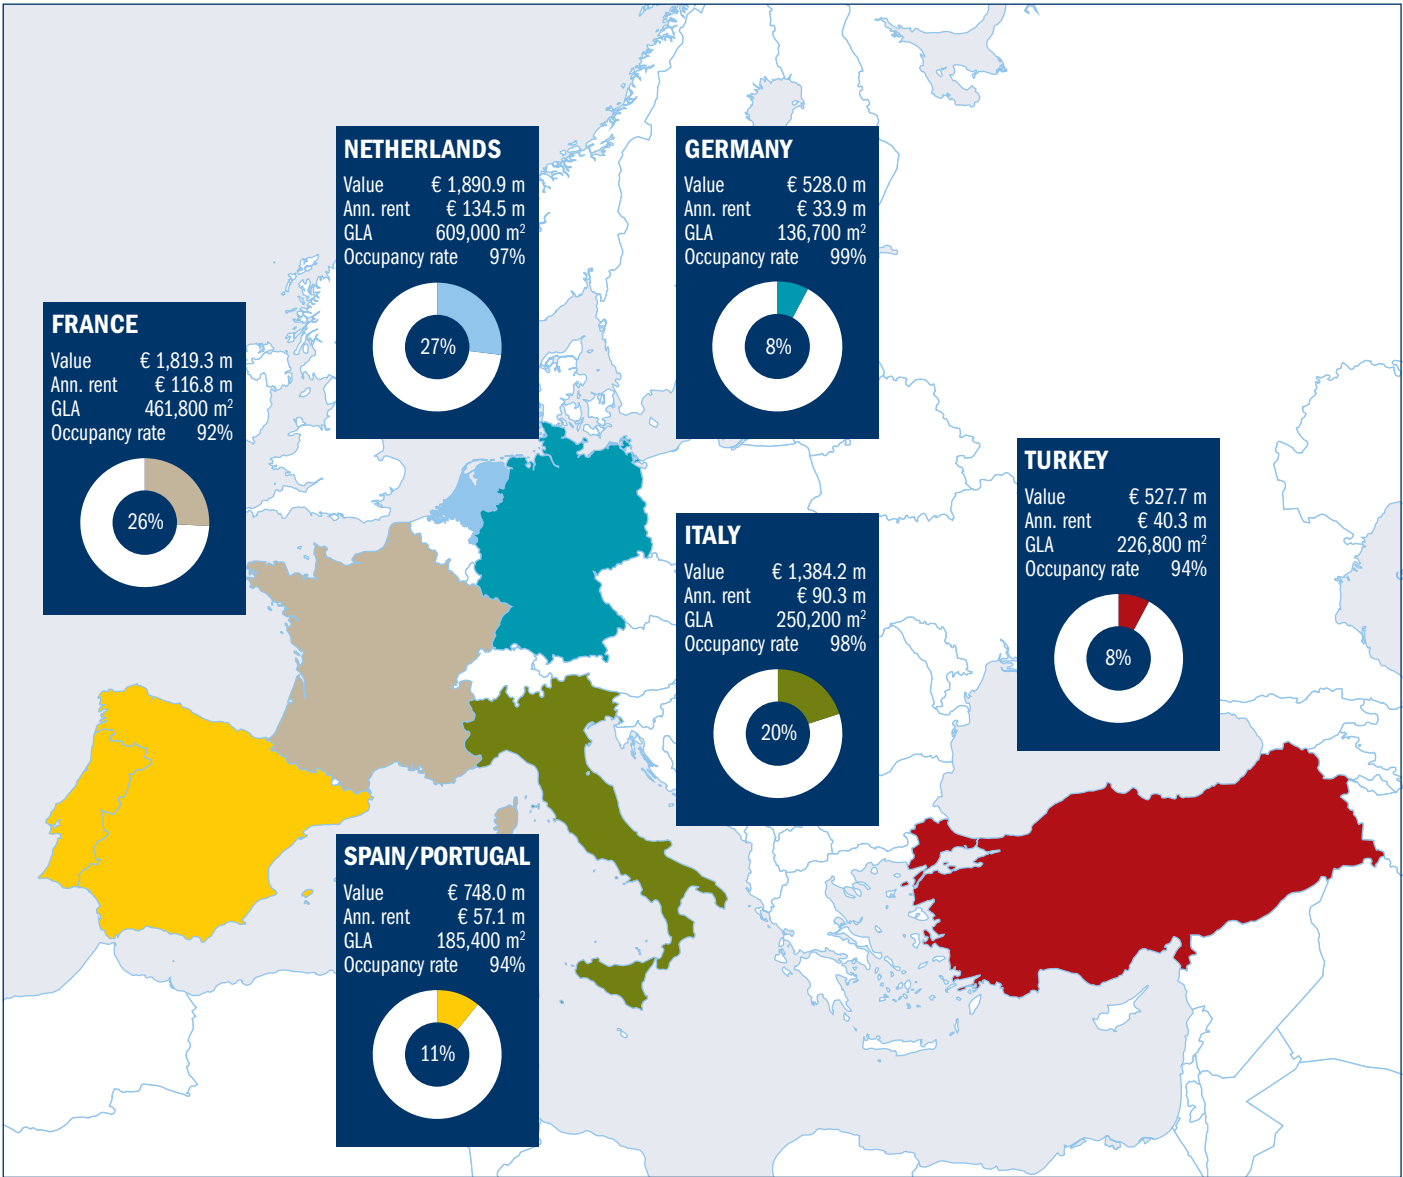 NETHERLANDS
Value € 1,890.9 m
Ann. rent € 134.5 m
GLA 609,000 m²
Occupancy rate 97%
27%
GERMANY
Value € 528.0 m
Ann. rent € 33.9 m
GLA 136,700 m²
Occupancy rate 99%
8%
FRANCE
Value € 1,819.3 m
Ann. rent € 116.8 m
GLA 461,800 m²
Occupancy rate 92%
26%
TURKEY
Value € 527.7 m
Ann. rent € 40.3 m
GLA 226,800 m²
Occupancy rate 94%
8%
ITALY
Value € 1,384.2 m
Ann. rent € 90.3 m
GLA 250,200 m²
Occupancy rate 98%
20%
SPAIN/PORTUGAL
Value € 748.0 m
Ann. rent € 57.1 m
GLA 185,400 m²
Occupancy rate 94%
11%